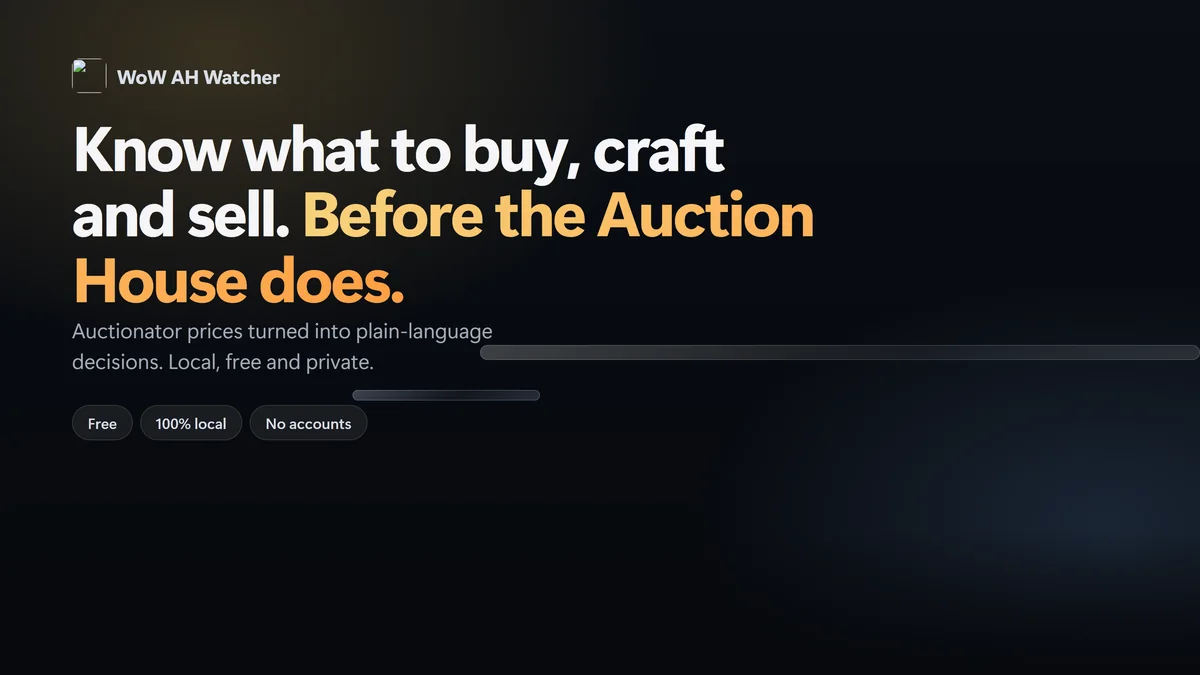 WoW AH Watcher
Know what to buy, craft
and sell. Before the Auction
House does.
Auctionator prices turned into plain-language
decisions. Local, free and private.
Free
100% local
No accounts